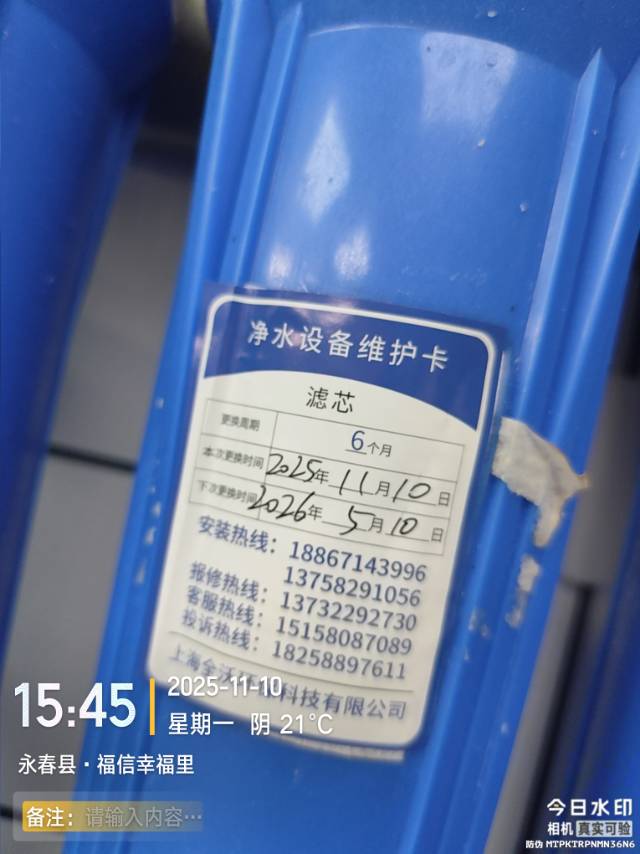 净水设备维护卡
滤芯
更换周期 6个月
本次更换时间 2025年11月10日
下次更换时间 2026年5月10日
安装热线：18867143996
13758291056
报修热线：13732292730
客服热线：15158087089
投诉热线：18258897611
科技有限公司
15:45
2025-11-10
星期一 阴 21℃
永春县·福信幸福里
备注：请输入内容…
今日水印
相机 真实可验
防伪 MTPKTRPNMN36N6